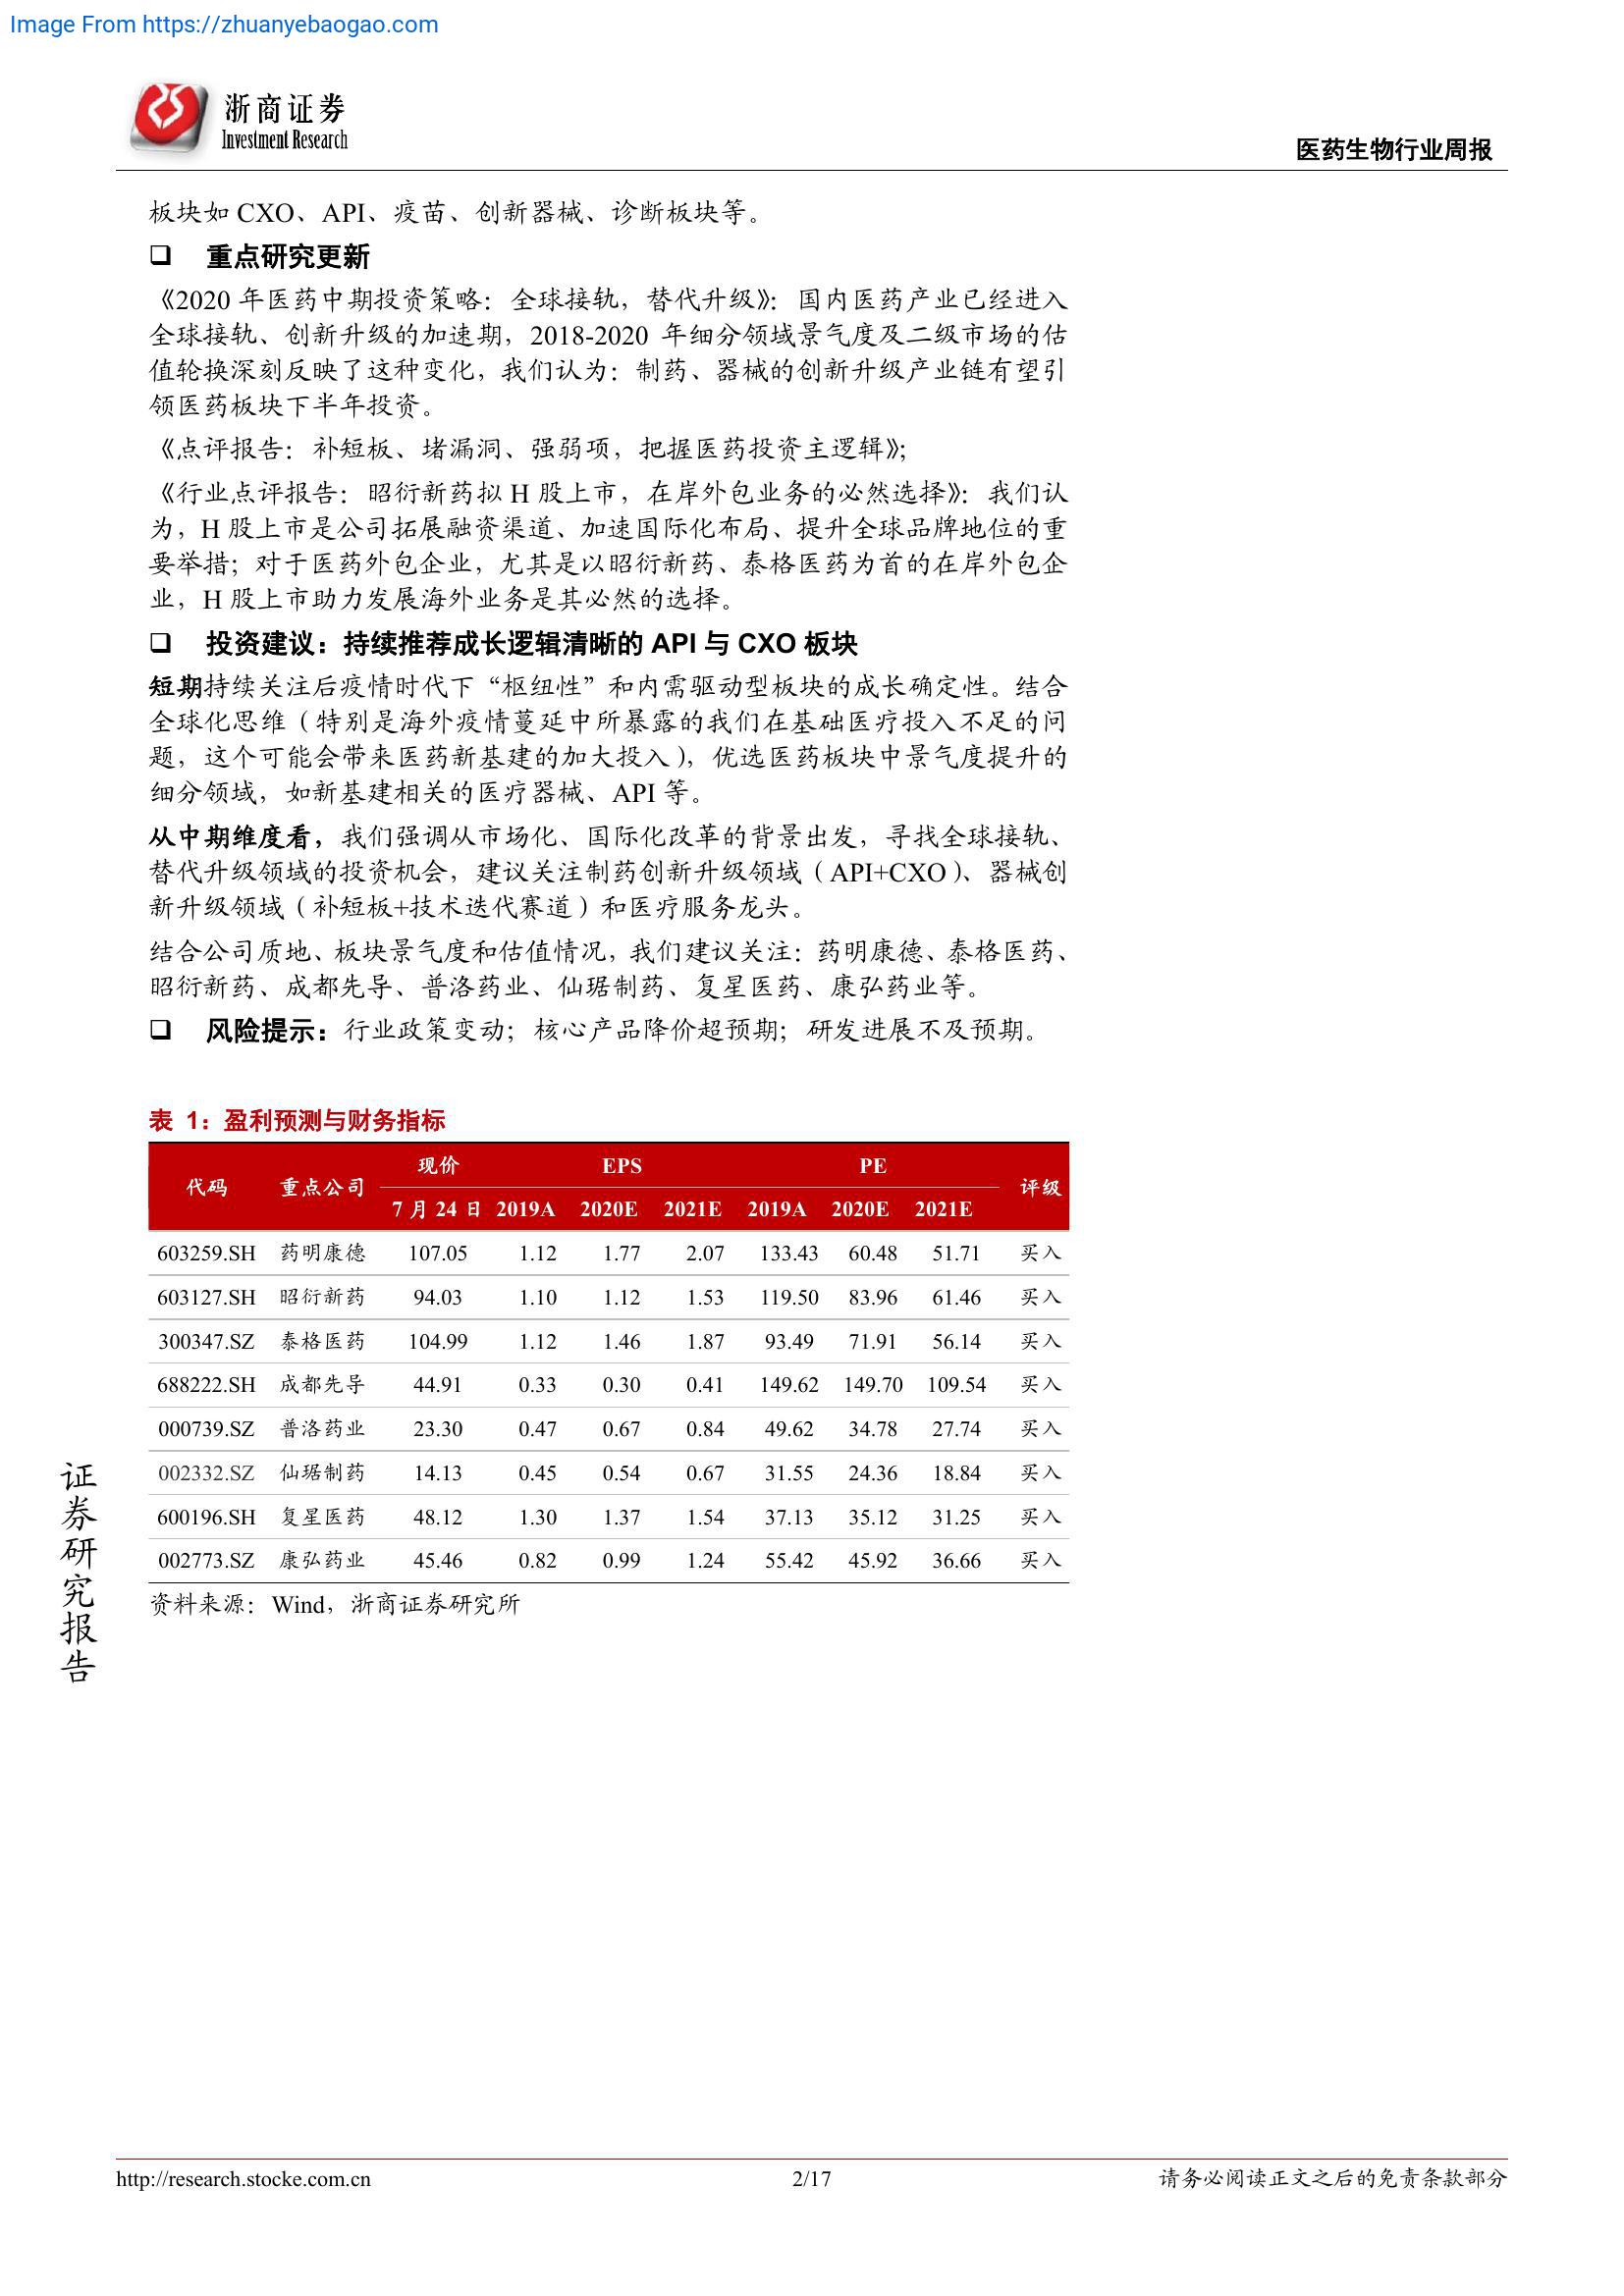 Image From https://zhuanyebaogao.com
浙商证券
Investment Research
医药生物行业周报
板块如 CXO、API、疫苗、创新器械、诊断板块等。
❑ 重点研究更新
《2020 年医药中期投资策略：全球接轨，替代升级》：国内医药产业已经进入
全球接轨、创新升级的加速期，2018-2020 年细分领域景气度及二级市场的估
值轮换深刻反映了这种变化，我们认为：制药、器械的创新升级产业链有望引
领医药板块下半年投资。
《点评报告：补短板、堵漏洞、强弱项，把握医药投资主逻辑》；
《行业点评报告：昭衍新药拟 H 股上市，在岸外包业务的必然选择》：我们认
为，H 股上市是公司拓展融资渠道、加速国际化布局、提升全球品牌地位的重
要举措；对于医药外包企业，尤其是以昭衍新药、泰格医药为首的在岸外包企
业，H 股上市助力发展海外业务是其必然的选择。
❑ 投资建议：持续推荐成长逻辑清晰的 API 与 CXO 板块
短期持续关注后疫情时代下“枢纽性”和内需驱动型板块的成长确定性。结合
全球化思维（特别是海外疫情蔓延中所暴露的我们在基础医疗投入不足的问
题，这个可能会带来医药新基建的加大投入），优选医药板块中景气度提升的
细分领域，如新基建相关的医疗器械、API 等。
从中期维度看，我们强调从市场化、国际化改革的背景出发，寻找全球接轨、
替代升级领域的投资机会，建议关注制药创新升级领域（API+CXO）、器械创
新升级领域（补短板+技术迭代赛道）和医疗服务龙头。
结合公司质地、板块景气度和估值情况，我们建议关注：药明康德、泰格医药、
昭衍新药、成都先导、普洛药业、仙琚制药、复星医药、康弘药业等。
❑ 风险提示：行业政策变动；核心产品降价超预期；研发进展不及预期。
表 1：盈利预测与财务指标
代码 重点公司 现价 EPS PE 评级
7 月 24 日 2019A 2020E 2021E 2019A 2020E 2021E
603259.SH 药明康德 107.05 1.12 1.77 2.07 133.43 60.48 51.71 买入
603127.SH 昭衍新药 94.03 1.10 1.12 1.53 119.50 83.96 61.46 买入
300347.SZ 泰格医药 104.99 1.12 1.46 1.87 93.49 71.91 56.14 买入
688222.SH 成都先导 44.91 0.33 0.30 0.41 149.62 149.70 109.54 买入
000739.SZ 普洛药业 23.30 0.47 0.67 0.84 49.62 34.78 27.74 买入
002332.SZ 仙琚制药 14.13 0.45 0.54 0.67 31.55 24.36 18.84 买入
600196.SH 复星医药 48.12 1.30 1.37 1.54 37.13 35.12 31.25 买入
002773.SZ 康弘药业 45.46 0.82 0.99 1.24 55.42 45.92 36.66 买入
资料来源：Wind，浙商证券研究所
证券研究报告
http://research.stocke.com.cn 2/17 请务必阅读正文之后的免责条款部分